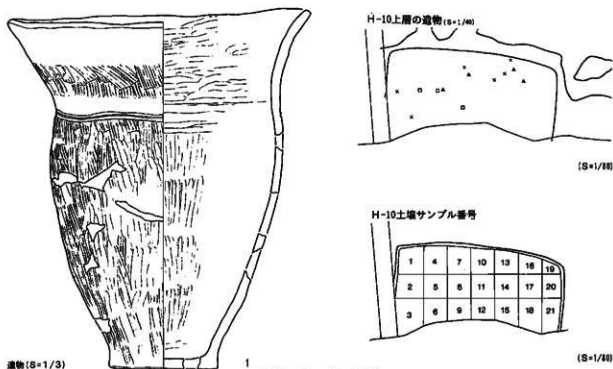 遺物(S=1/3)
1
H-10上層の遺物(S=1/40)
(S=1/80)
H-10土壌サンプル番号
1 4 7 10 13 16 19
2 5 8 11 14 17 20
3 6 9 12 15 18 21
(S=1/80)